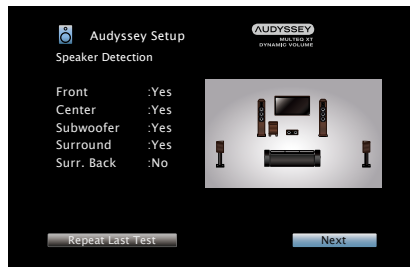 Audyssey Setup
AUDYSSEY
MULTEQ XT
DYNAMIC VOLUME
Speaker Detection
Front :Yes
Center :Yes
Subwoofer :Yes
Surround :Yes
Surr. Back :No
Repeat Last Test
Next